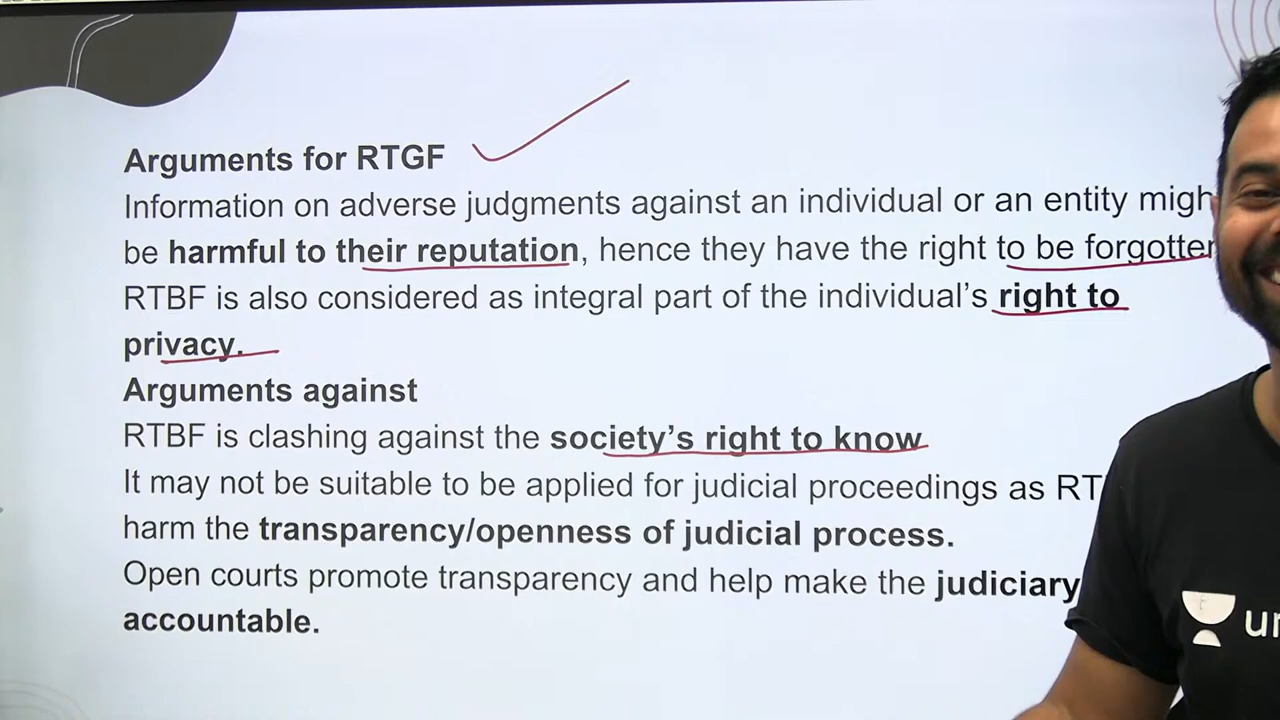 Arguments for RTGF
Information on adverse judgments against an individual or an entity migh
be harmful to their reputation, hence they have the right to be forgotten
RTBF is also considered as integral part of the individual's right to
privacy.
Arguments against
RTBF is clashing against the society's right to know
It may not be suitable to be applied for judicial proceedings as RT
harm the transparency/openness of judicial process.
Open courts promote transparency and help make the judiciary
accountable.
un